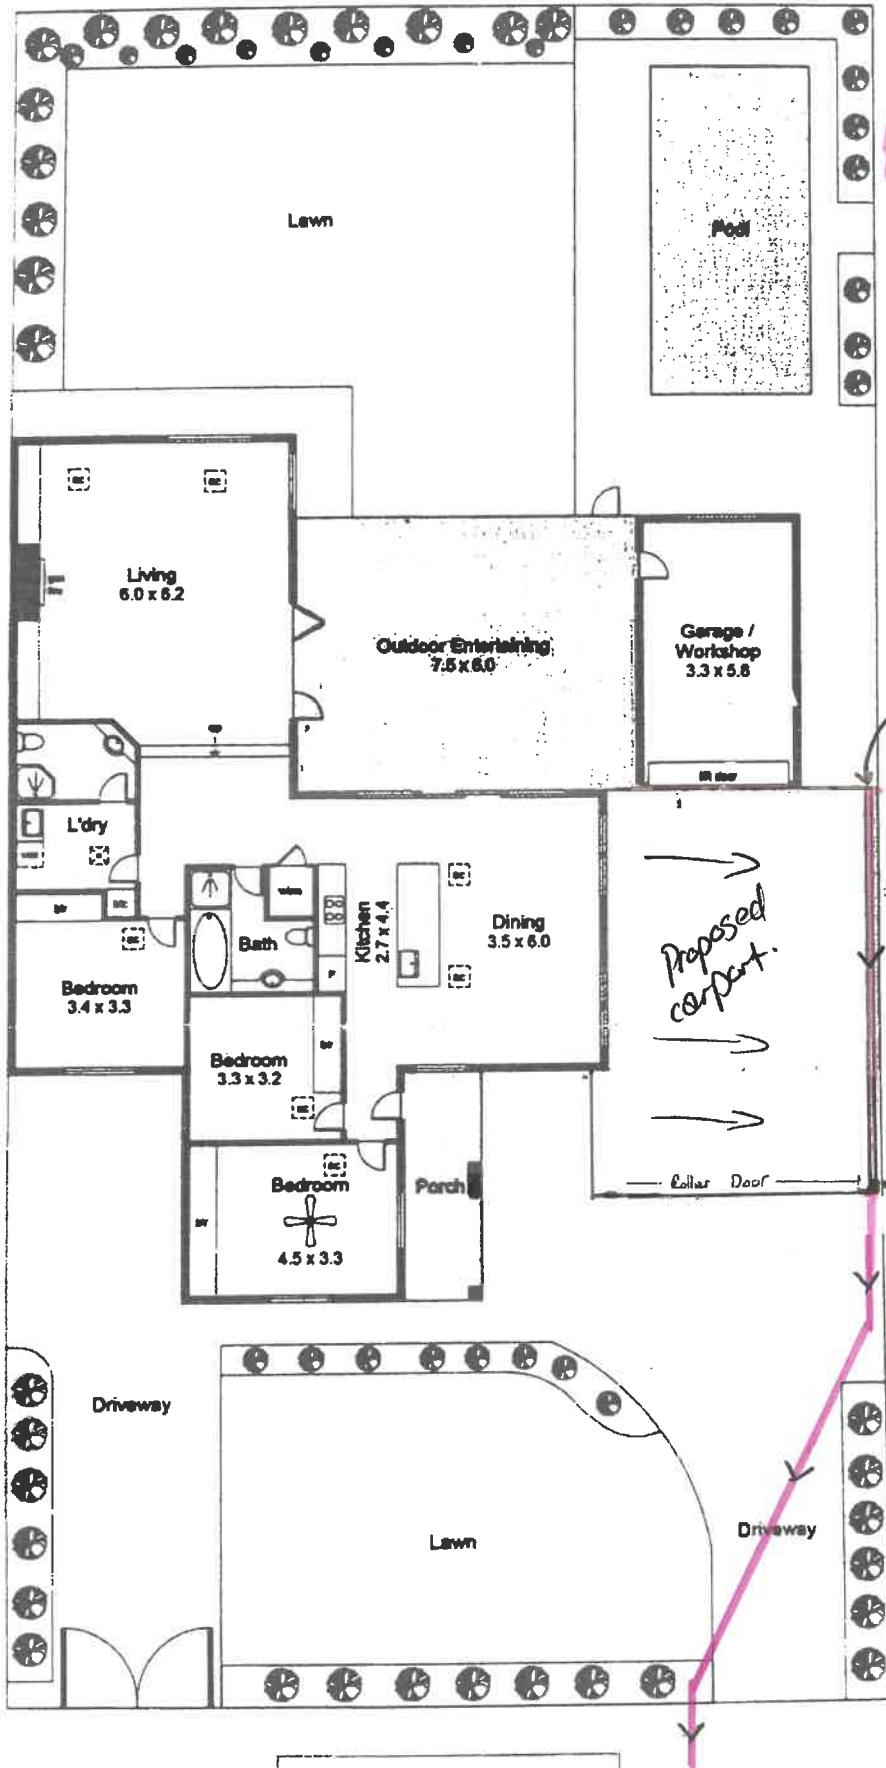 Lawn
Pool
Living
6.0 x 6.2
Outdoor Entertaining
7.5 x 6.0
Garage /
Workshop
3.3 x 5.8
L'dry
Bath
Kitchen
2.7 x 4.4
Dining
3.5 x 6.0
Proposed
carport.
Bedroom
3.4 x 3.3
Bedroom
3.3 x 3.2
Bedroom
4.5 x 3.3
Porch
Roller Door
Driveway
Lawn
Driveway